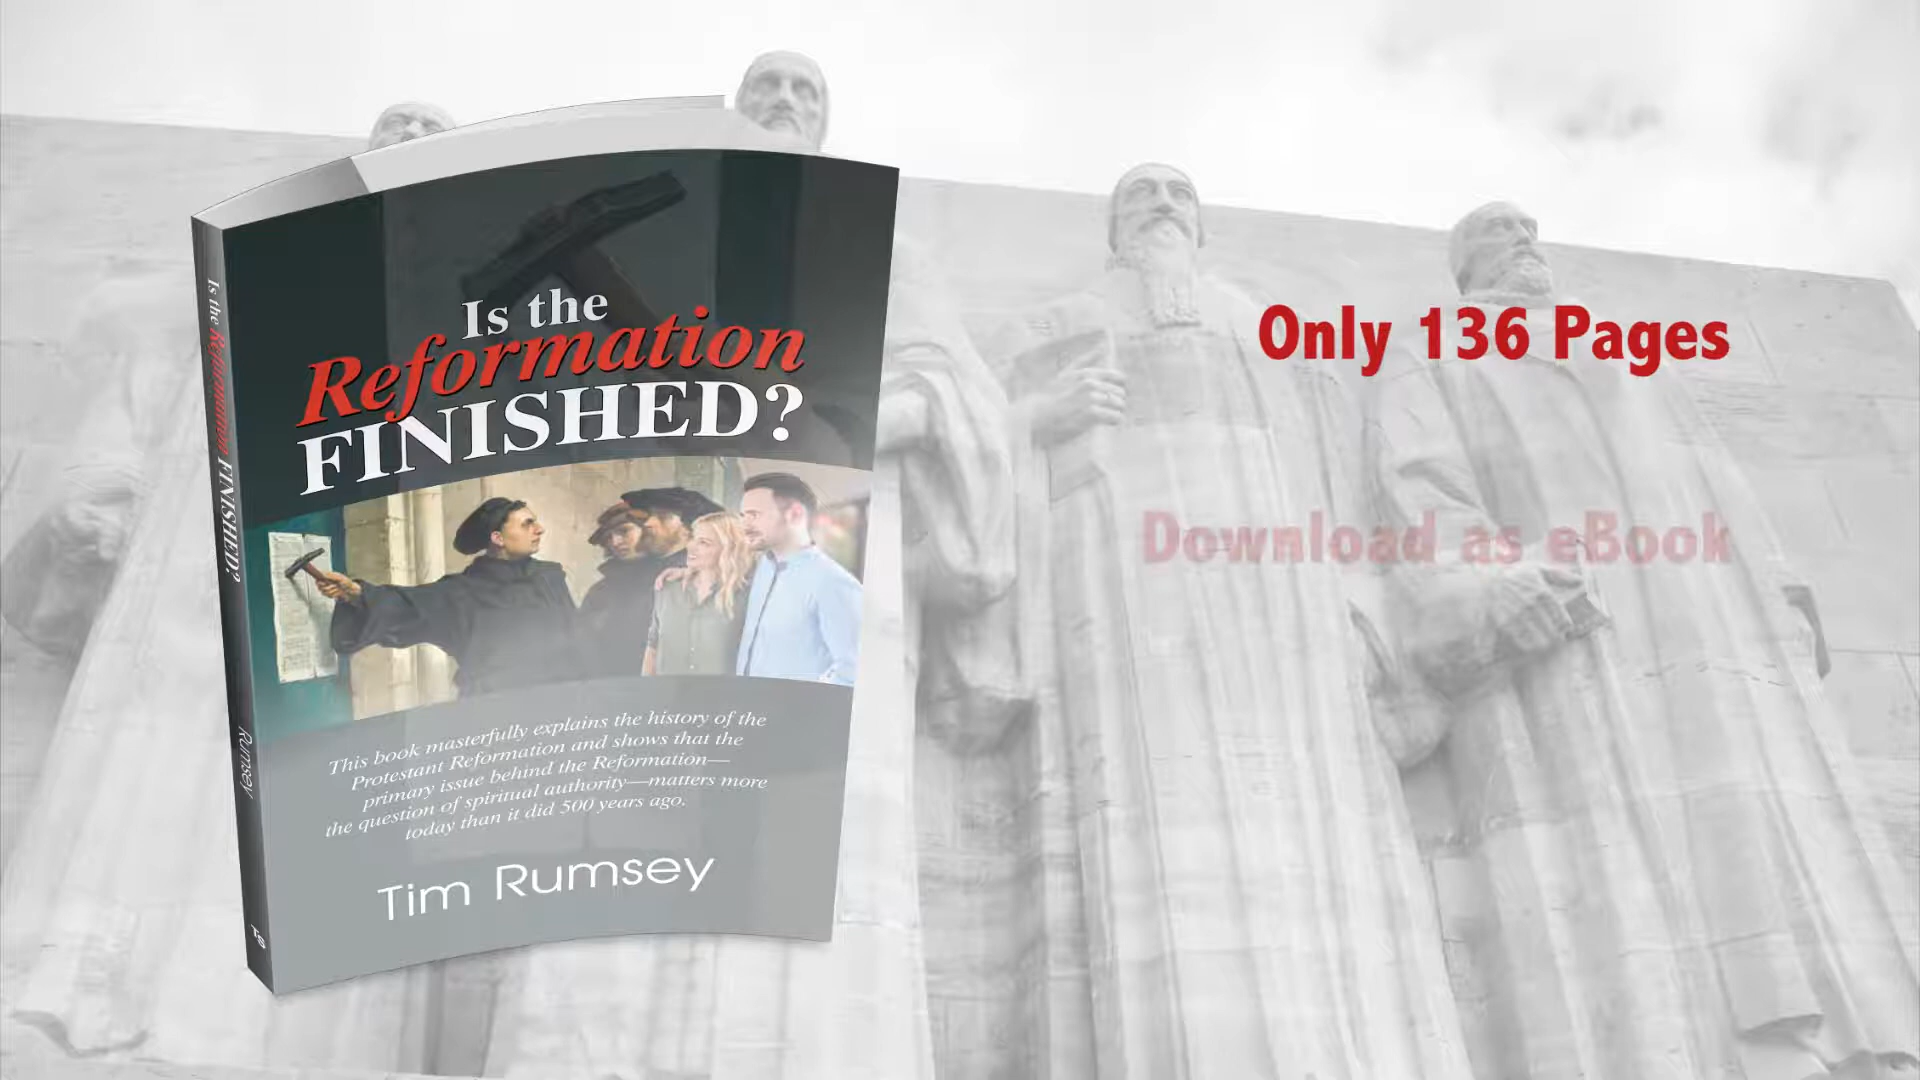 Is the
Reformation
FINISHED?
This book masterfully explains the history of the
Protestant Reformation and shows that the
primary issue behind the Reformation—
the question of spiritual authority—matters more
today than it did 500 years ago.
Tim Rumsey
Is the Reformation FINISHED?
Rumsey
TS
Only 136 Pages
Download as eBook